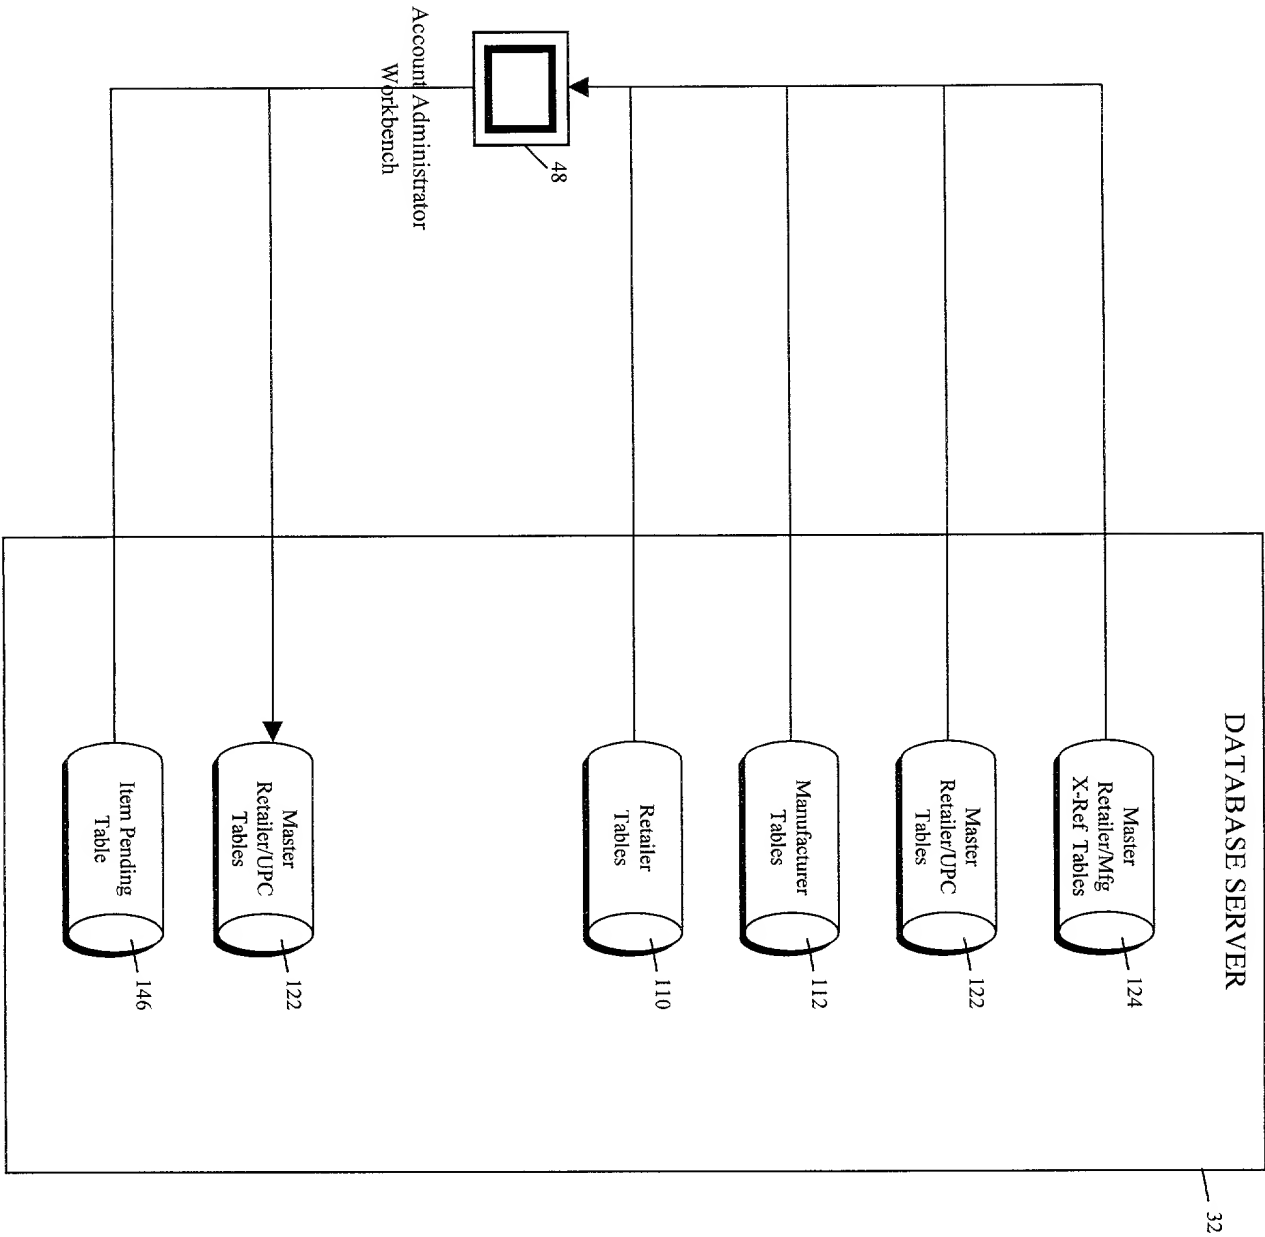 DATABASE SERVER
Master
Retailer/Mfg
X-Ref Tables
124
Master
Retailer/UPC
Tables
122
Manufacturer
Tables
112
Retailer
Tables
110
48
Account Administrator
Workbench
Master
Retailer/UPC
Tables
122
Item Pending
Table
146
32